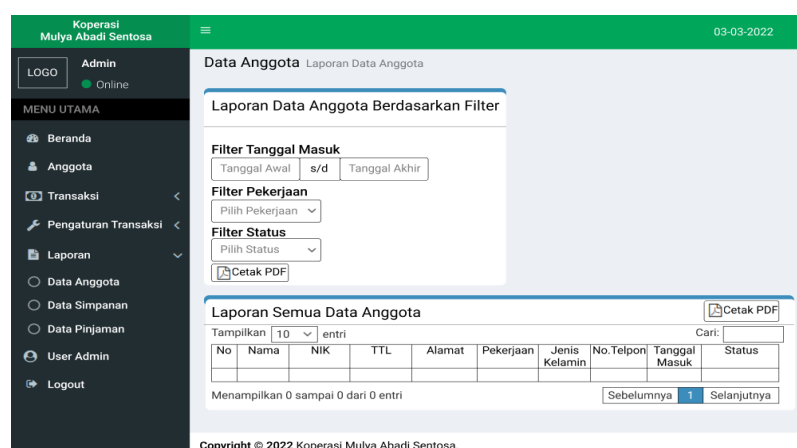 Koperasi
Mulya Abadi Sentosa
03-03-2022
LOGO
Admin
Online
MENU UTAMA
Beranda
Anggota
Transaksi
Pengaturan Transaksi
Laporan
Data Anggota
Data Simpanan
Data Pinjaman
User Admin
Logout
Data Anggota Laporan Data Anggota
Laporan Data Anggota Berdasarkan Filter
Filter Tanggal Masuk
Tanggal Awal s/d Tanggal Akhir
Filter Pekerjaan
Pilih Pekerjaan
Filter Status
Pilih Status
Cetak PDF
Laporan Semua Data Anggota Cetak PDF
Tampilkan 10 entri Cari:
No Nama NIK TTL Alamat Pekerjaan Jenis Kelamin No.Telpon Tanggal Masuk Status
Menampilkan 0 sampai 0 dari 0 entri Sebelumnya 1 Selanjutnya
Copyright © 2022 Koperasi Mulya Abadi Sentosa.